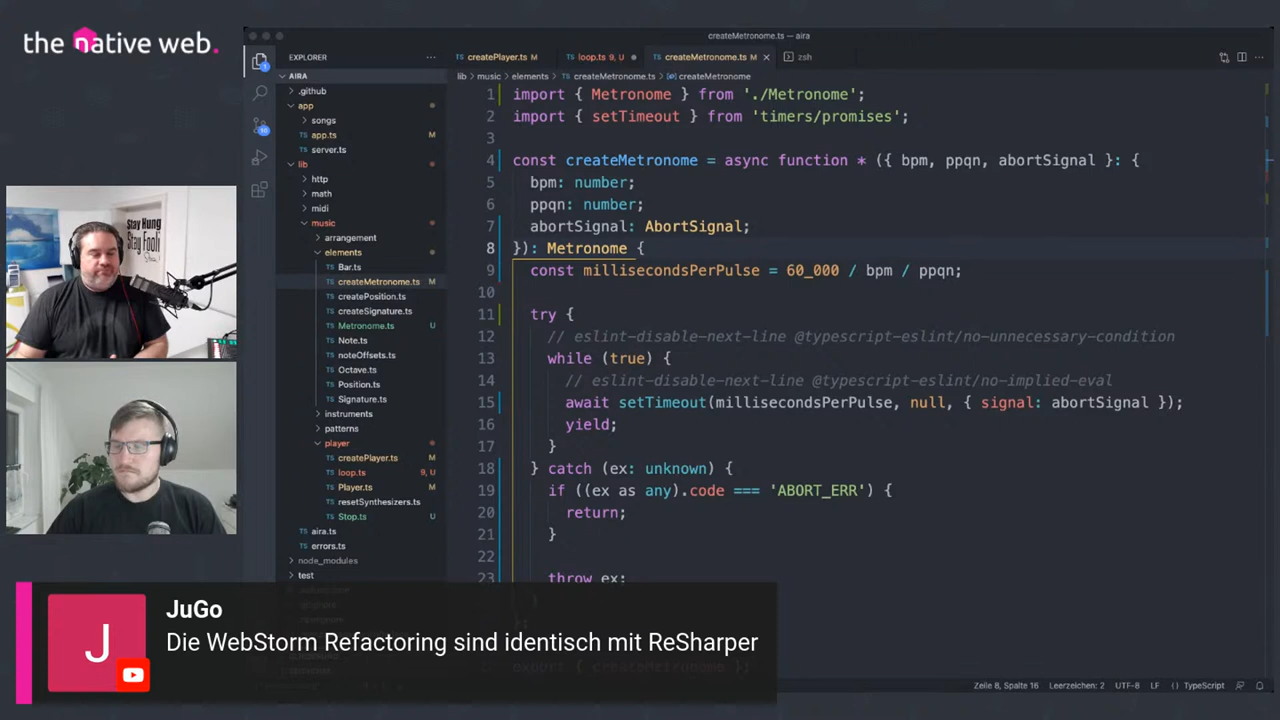 the native web.
createMetronome.ts — aira
EXPLORER
AIRA
.github
app
songs
app.ts M
server.ts
lib
http
math
midi
music
arrangement
elements
Bar.ts
createMetronome.ts M
createPosition.ts
createSignature.ts
Metronome.ts U
Note.ts
noteOffsets.ts
Octave.ts
Position.ts
Signature.ts
instruments
patterns
player
createPlayer.ts M
loop.ts 9, U
Player.ts M
resetSynthesizers.ts
Stop.ts U
aira.ts
errors.ts
node_modules
test
createPlayer.ts M
loop.ts 9, U
createMetronome.ts M
zsh
lib > music > elements > createMetronome.ts > createMetronome
1 import { Metronome } from './Metronome';
2 import { setTimeout } from 'timers/promises';
3
4 const createMetronome = async function * ({ bpm, ppqn, abortSignal }: {
5 bpm: number;
6 ppqn: number;
7 abortSignal: AbortSignal;
8 }): Metronome {
9 const millisecondsPerPulse = 60_000 / bpm / ppqn;
10
11 try {
12 // eslint-disable-next-line @typescript-eslint/no-unnecessary-condition
13 while (true) {
14 // eslint-disable-next-line @typescript-eslint/no-implied-eval
15 await setTimeout(millisecondsPerPulse, null, { signal: abortSignal });
16 yield;
17 }
18 } catch (ex: unknown) {
19 if ((ex as any).code === 'ABORT_ERR') {
20 return;
21 }
22
23 throw ex;
export { createMetronome };
Stay Hung
Stay Fooli
J
JuGo
Die WebStorm Refactoring sind identisch mit ReSharper
Zeile 8, Spalte 16 Leerzeichen: 2 UTF-8 LF { } TypeScript